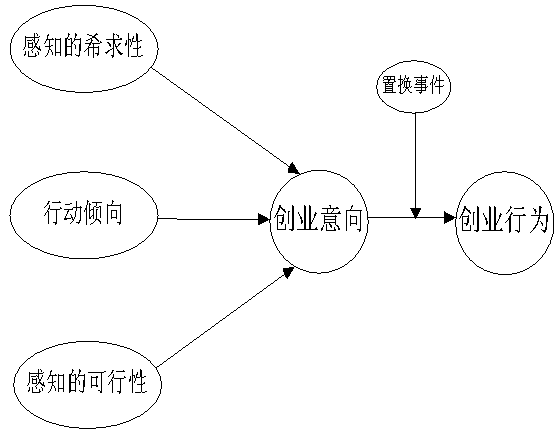 感知的希求性
置换事件
行动倾向
创业意向
创业行为
感知的可行性